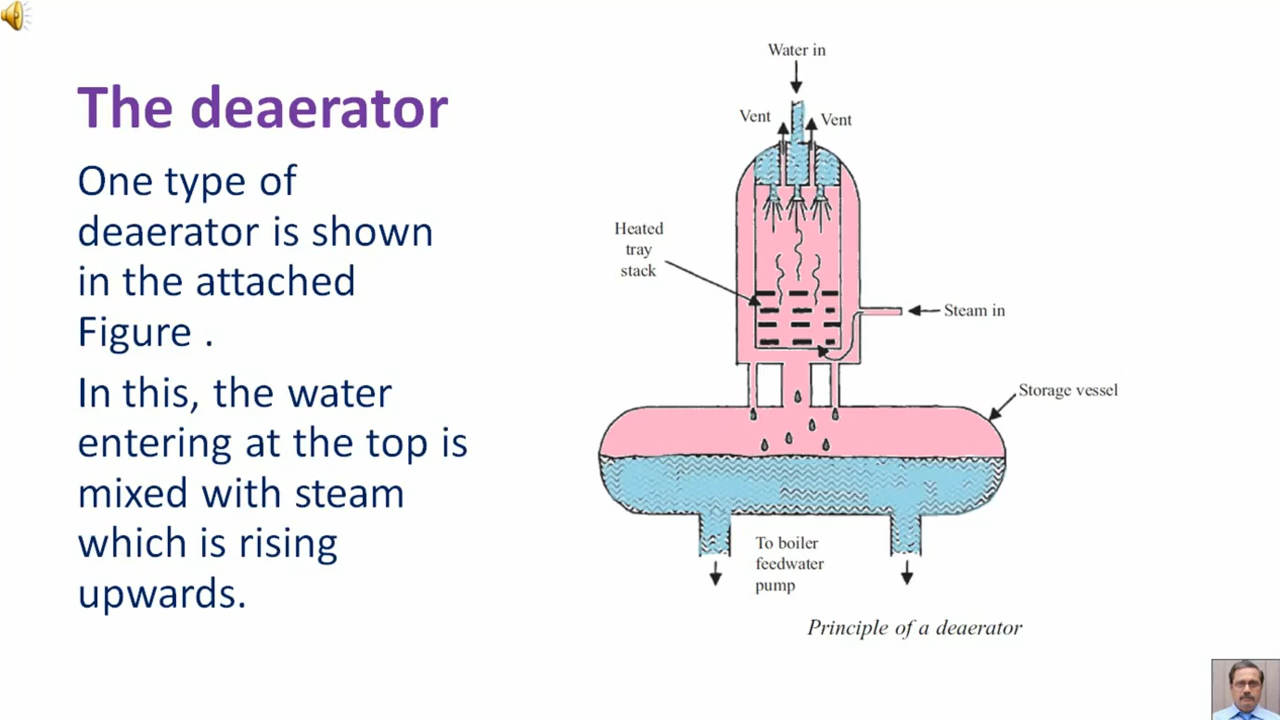 The deaerator
One type of
deaerator is shown
in the attached
Figure .
In this, the water
entering at the top is
mixed with steam
which is rising
upwards.
Water in
Vent
Vent
Heated
tray
stack
Steam in
Storage vessel
To boiler
feedwater
pump
Principle of a deaerator